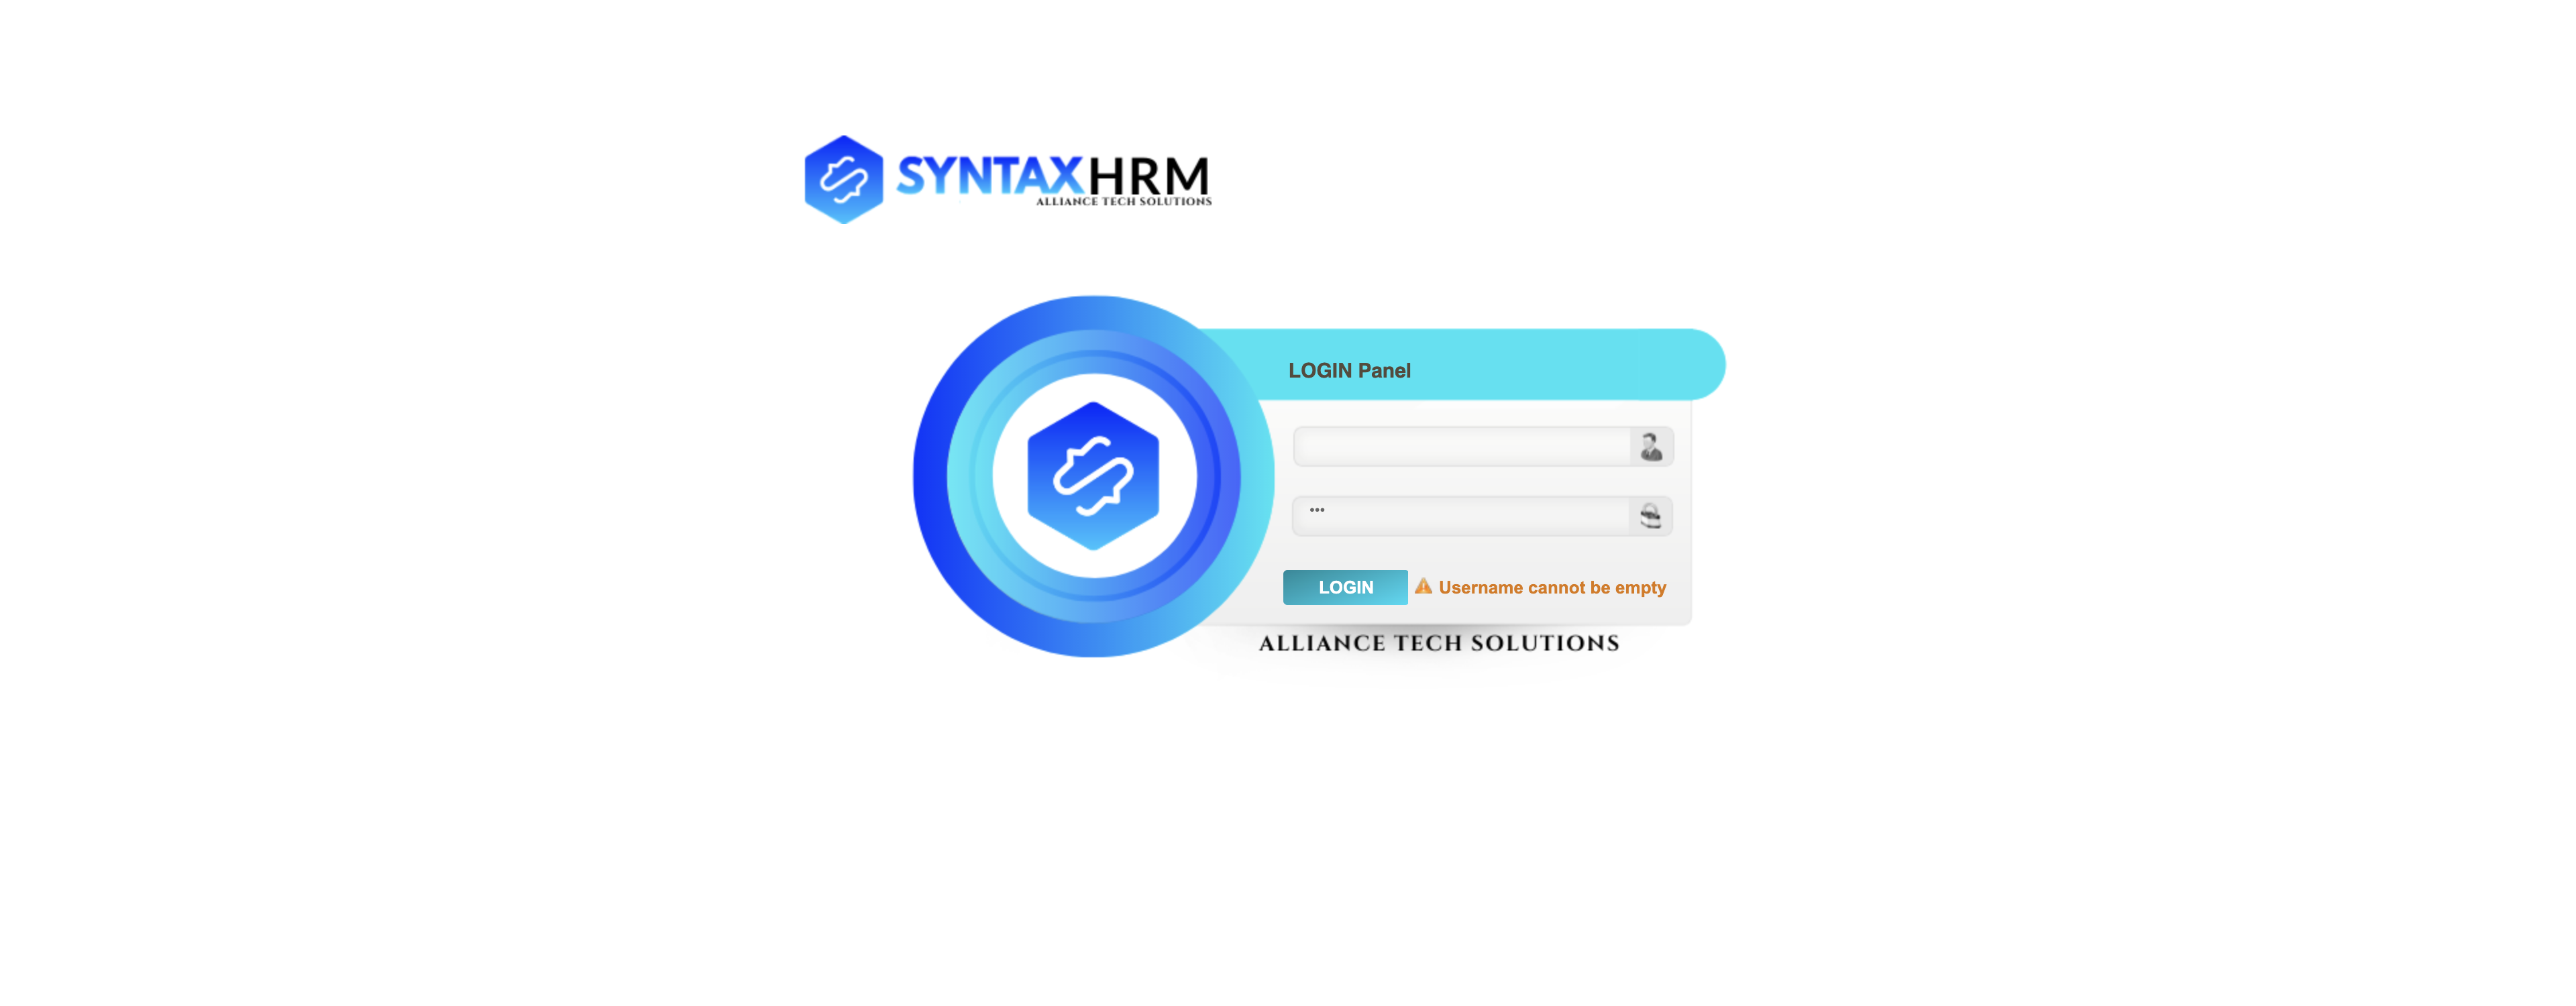 SYNTAXHRM
ALLIANCE TECH SOLUTIONS
LOGIN Panel
•••
LOGIN
Username cannot be empty
ALLIANCE TECH SOLUTIONS